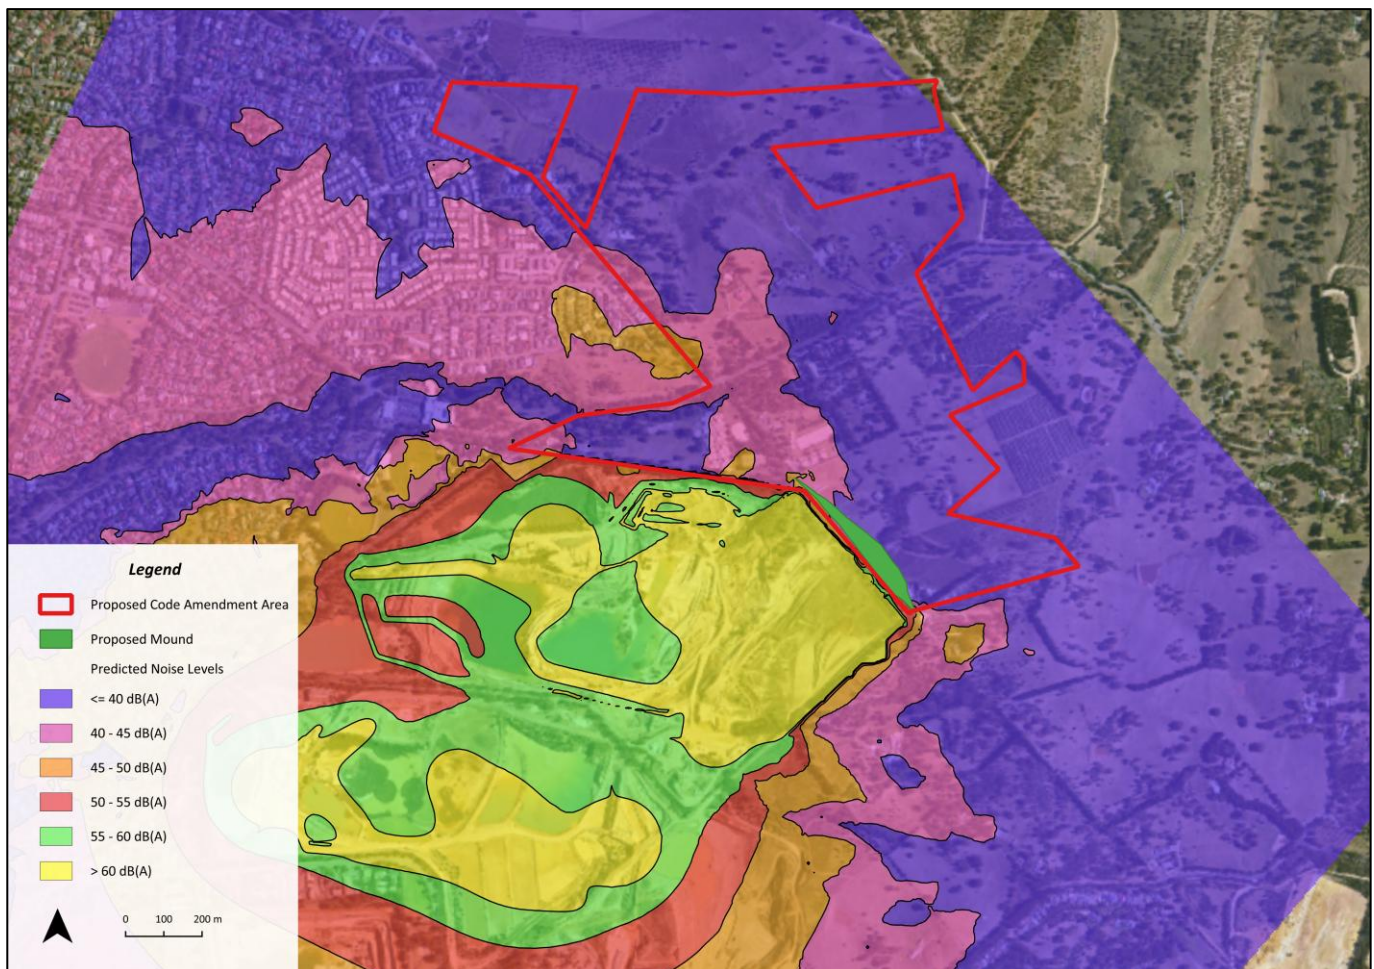 Legend
Proposed Code Amendment Area
Proposed Mound
Predicted Noise Levels
<= 40 dB(A)
40 - 45 dB(A)
45 - 50 dB(A)
50 - 55 dB(A)
55 - 60 dB(A)
> 60 dB(A)
0 100 200 m